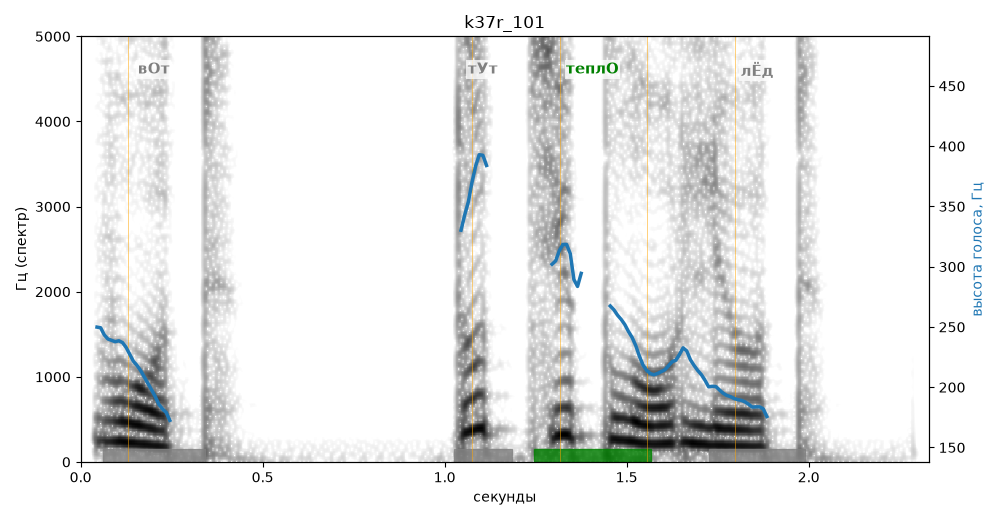 k37r_101
вОт
тУт
теплО
лЁд
Гц (спектр)
высота голоса, Гц
5000
4000
3000
2000
1000
0
450
400
350
300
250
200
150
0.0 0.5 1.0 1.5 2.0
секунды